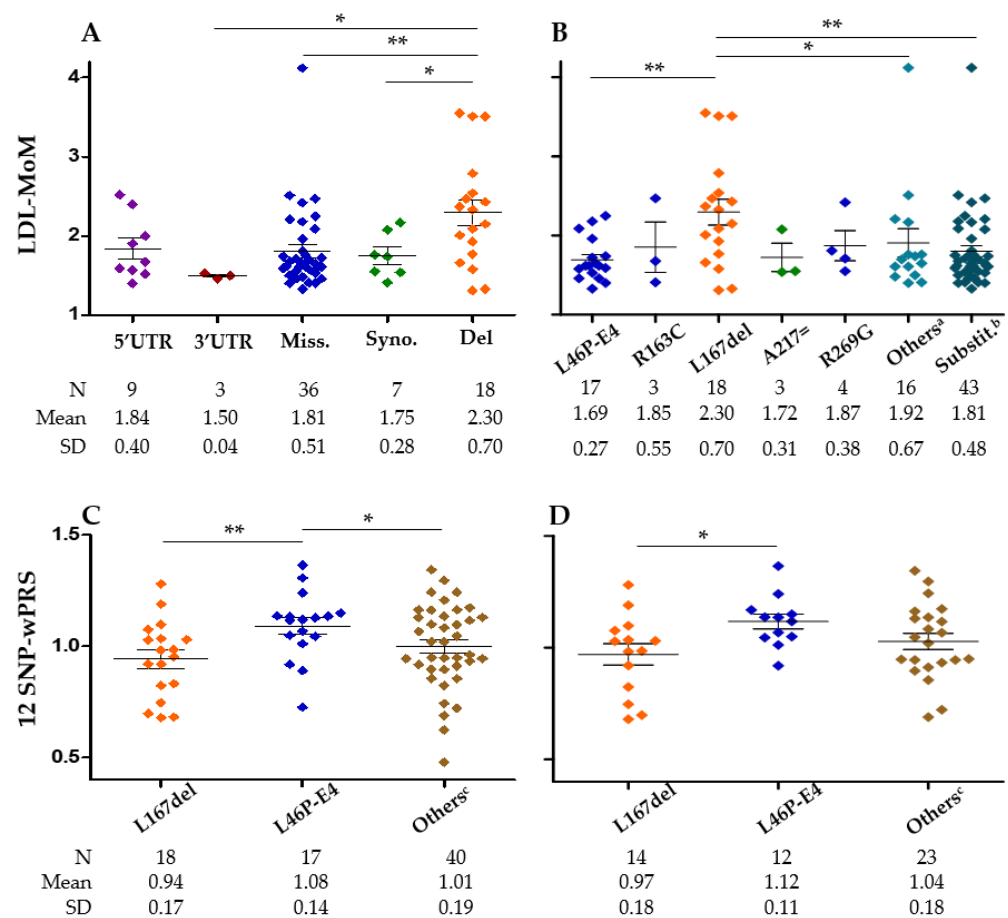 A
B
*
**
*
**
*
**
LDL-MoM
4
3
2
1
5'UTR 3'UTR Miss. Syno. Del
L46P-E4 R163C L167del A217= R269G Othersᵃ Substit.ᵇ
N 9 3 36 7 18 17 3 18 3 4 16 43
Mean 1.84 1.50 1.81 1.75 2.30 1.69 1.85 2.30 1.72 1.87 1.92 1.81
SD 0.40 0.04 0.51 0.28 0.70 0.27 0.55 0.70 0.31 0.38 0.67 0.48
C
D
** *
*
12 SNP-wPRS
1.5
1.0
0.5
L167del L46P-E4 Othersᶜ
L167del L46P-E4 Othersᶜ
N 18 17 40 14 12 23
Mean 0.94 1.08 1.01 0.97 1.12 1.04
SD 0.17 0.14 0.19 0.18 0.11 0.18